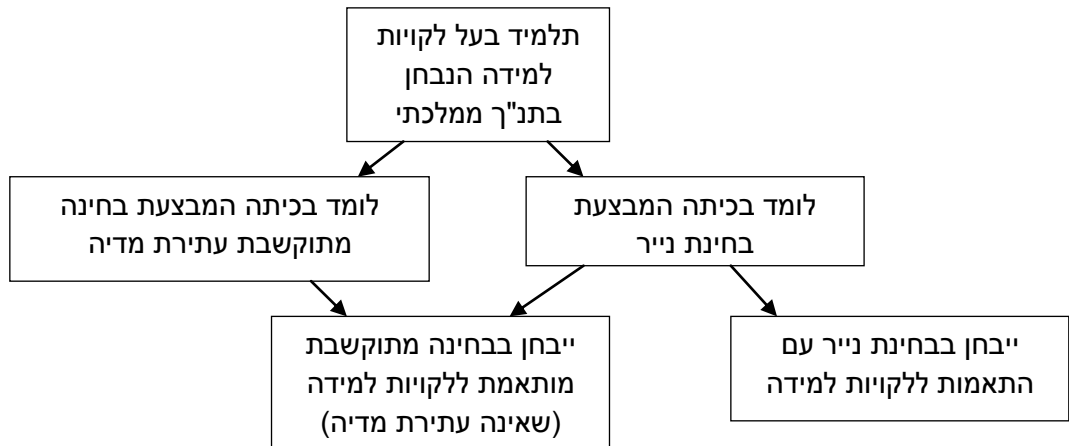 תלמיד בעל לקויות
למידה הנבחן
בתנ"ך ממלכתי
לומד בכיתה המבצעת
בחינת נייר
לומד בכיתה המבצעת בחינה
מתוקשבת עתירת מדיה
ייבחן בבחינת נייר עם
התאמות ללקויות למידה
ייבחן בבחינה מתוקשבת
מותאמת ללקויות למידה
(שאינה עתירת מדיה)